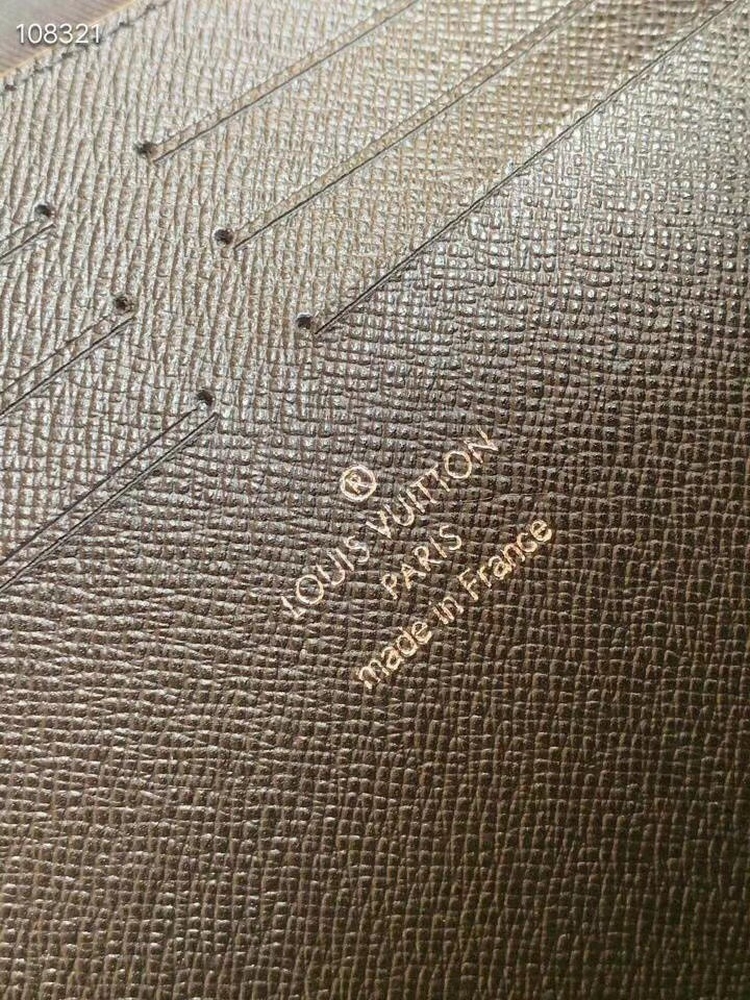 108321
®
LOUIS VUITTON
PARIS
made in France